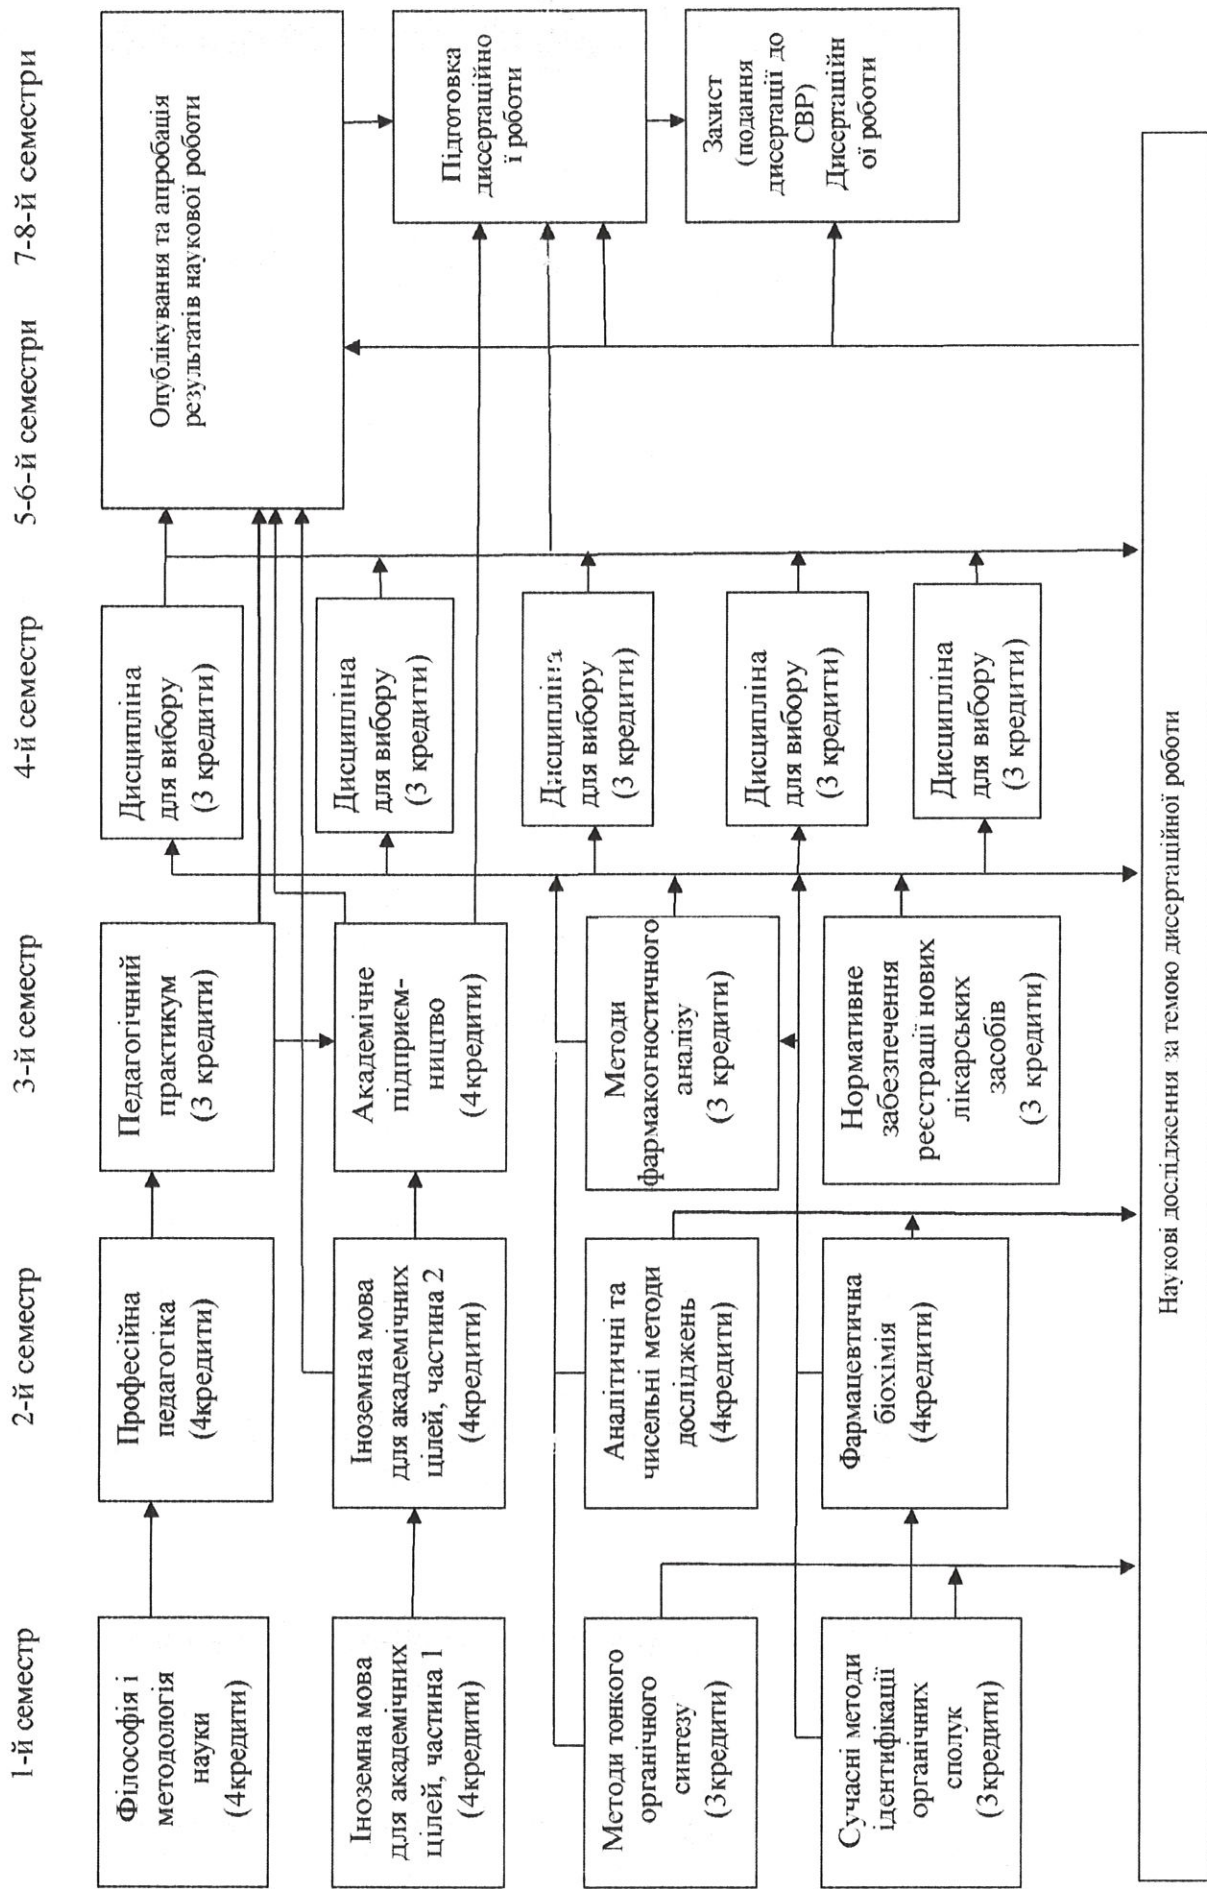 1-й семестр
2-й семестр
3-й семестр
4-й семестр
5-6-й семестри
7-8-й семестри
Філософія і
методологія
науки
(4кредити)
Професійна
педагогіка
(4кредити)
Педагогічний
практикум
(3 кредити)
Дисципліна
для вибору
(3 кредити)
Опублікування та апробація
результатів наукової роботи
Іноземна мова
для академічних
цілей, частина 1
(4кредити)
Іноземна мова
для академічних
цілей, частина 2
(4кредити)
Академічне
підприєм-
ництво
(4кредити)
Дисципліна
для вибору
(3 кредити)
Підготовка
дисертаційно
ї роботи
Методи тонкого
органічного
синтезу
(3кредити)
Аналітичні та
чисельні методи
досліджень
(4кредити)
Методи
фармакогностичного
аналізу
(3 кредити)
Дисципліна
для вибору
(3 кредити)
Дисципліна
для вибору
(3 кредити)
Захист
(подання
дисертації до
СВР)
Дисертаційн
ої роботи
Сучасні методи
ідентифікації
органічних
сполук
(3кредити)
Фармацевтична
біохімія
(4кредити)
Нормативне
забезпечення
реєстрації нових
лікарських
засобів
(3 кредити)
Дисципліна
для вибору
(3 кредити)
Наукові дослідження за темою дисертаційної роботи